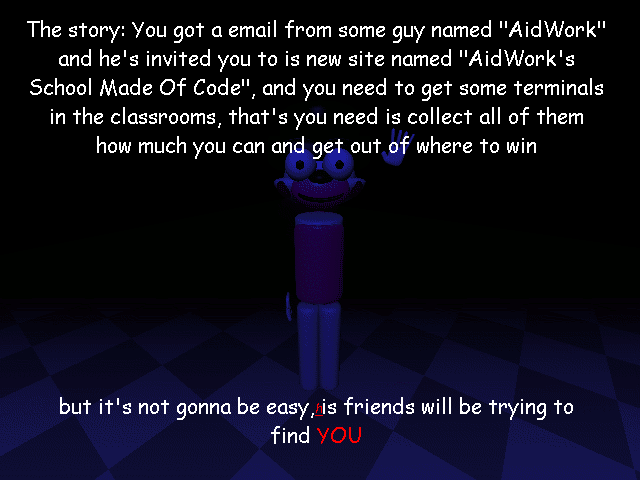 The story: You got a email from some guy named "AidWork"
and he's invited you to is new site named "AidWork's
School Made Of Code", and you need to get some terminals
in the classrooms, that's you need is collect all of them
how much you can and get out of where to win
but it's not gonna be easy,his friends will be trying to
find YOU